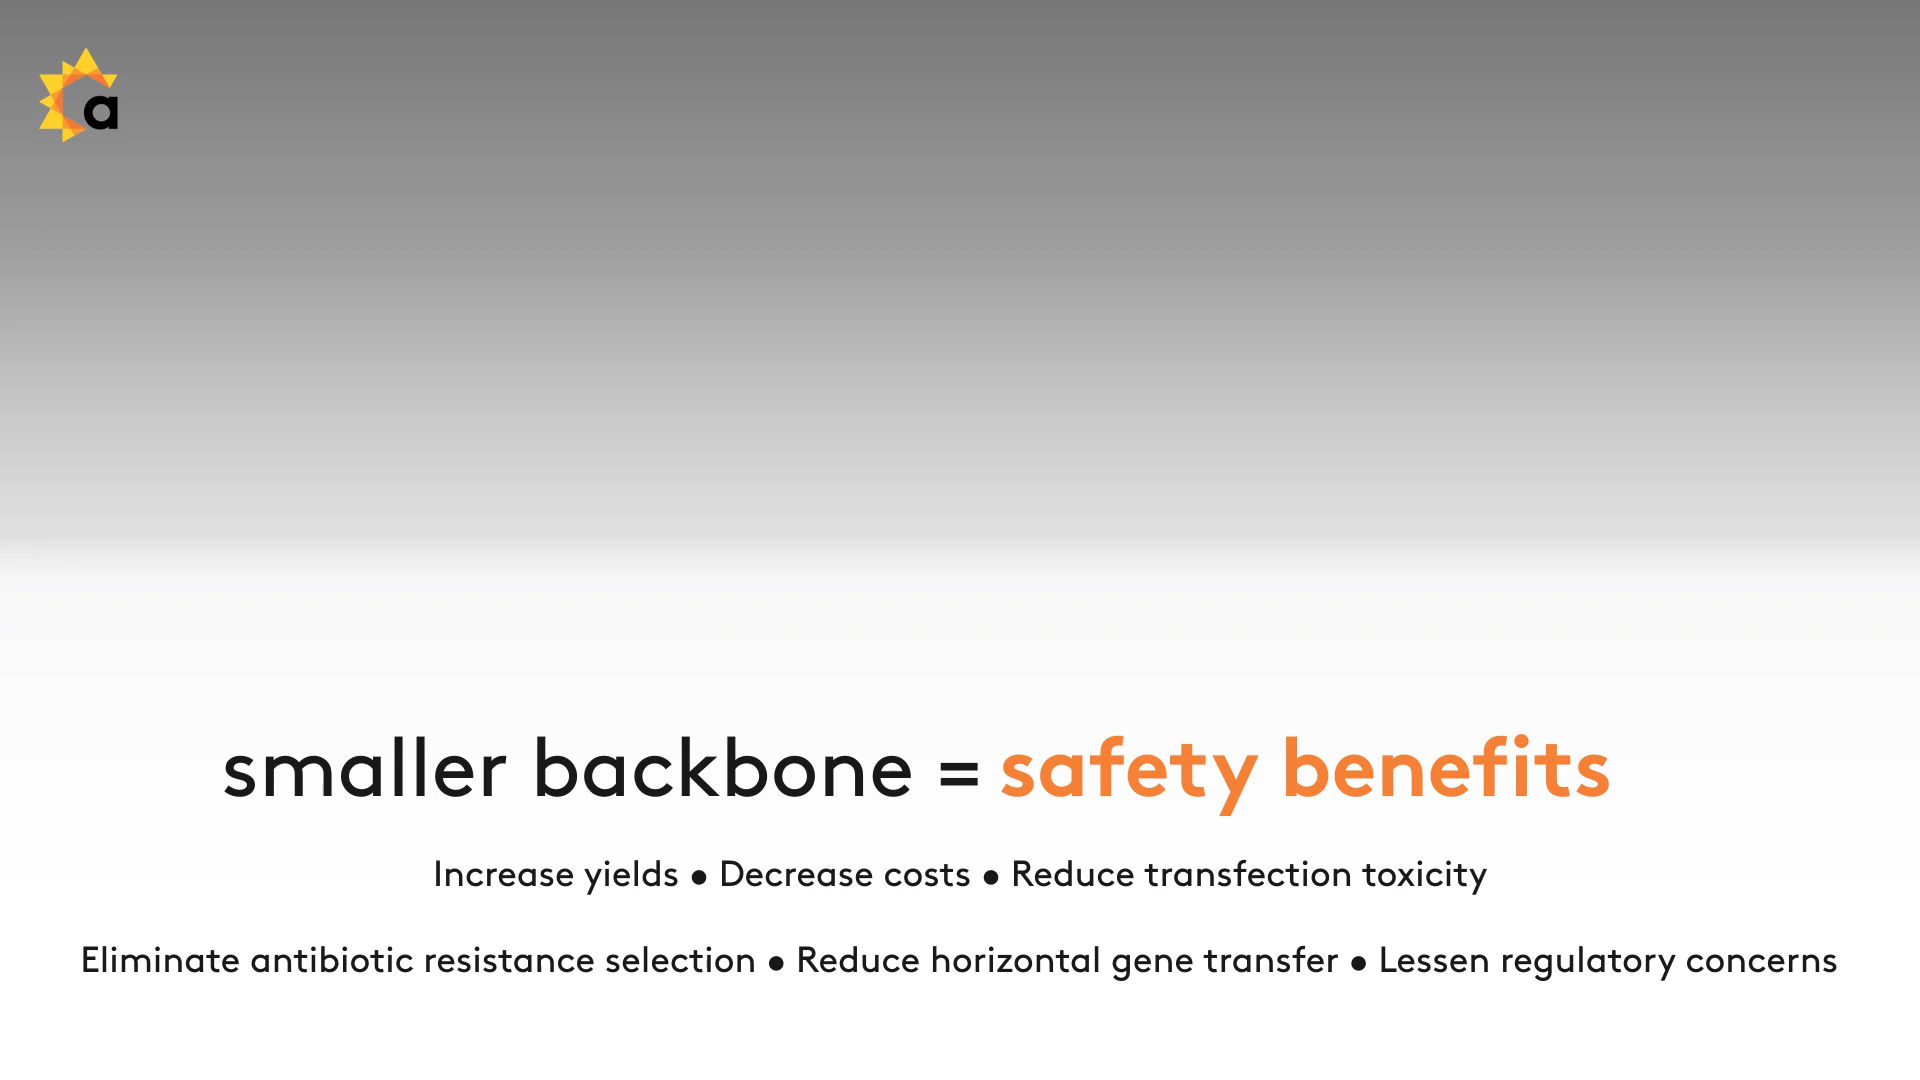 a
smaller backbone = safety benefits
Increase yields ● Decrease costs ● Reduce transfection toxicity
Eliminate antibiotic resistance selection ● Reduce horizontal gene transfer ● Lessen regulatory concerns